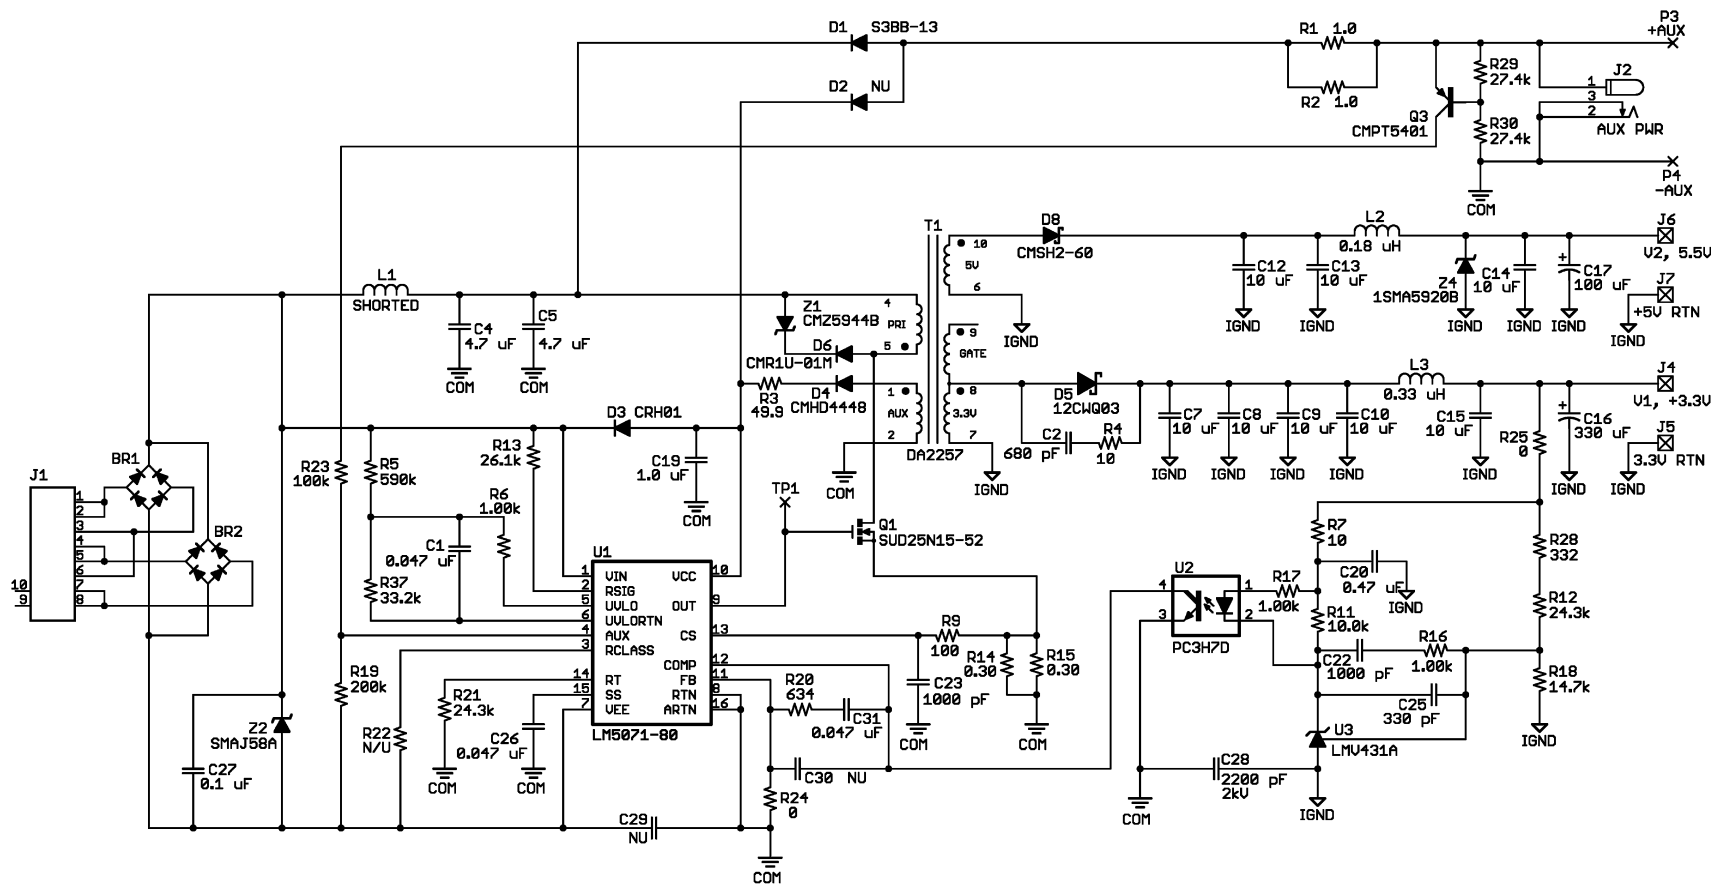 D1 S3BB-13
R1 1.0
P3
+AUX
D2 NU
R2 1.0
R29
27.4k
J2
1
3
2
Q3
CMPT5401
R30
27.4k
AUX PWR
P4
-AUX
COM
T1
D8
CMSH2-60
L2
0.18 uH
J6
V2, 5.5V
10
5V
6
C12
10 uF
C13
10 uF
Z4
1SMA5920B
C14
10 uF
+
C17
100 uF
J7
+5V RTN
IGND
IGND
IGND
IGND
IGND
IGND
IGND
L1
SHORTED
C4
4.7 uF
C5
4.7 uF
COM
COM
Z1
CMZ5944B
4
PRI
5
9
GATE
D6
CMR1U-01M
R3
49.9
D4
CMHD4448
1
AUX
2
8
3.3V
7
DA2257
D5
12CWQ03
C2
680 pF
R4
10
L3
0.33 uH
J4
V1, +3.3V
C7
10 uF
C8
10 uF
C9
10 uF
C10
10 uF
C15
10 uF
R25
0
+
C16
330 uF
J5
3.3V RTN
COM
IGND
IGND
IGND
IGND
IGND
IGND
IGND
IGND
D3 CRH01
R13
26.1k
C19
1.0 uF
COM
R23
100k
R5
590k
R6
1.00k
C1
0.047 uF
R37
33.2k
J1
1
2
3
4
5
6
7
8
10
9
BR1
BR2
TP1
Q1
SUD25N15-52
U1
1 VIN VCC 10
2 RSIG
5 UVLO OUT 9
6 UVLORTN
4 AUX CS 13
3 RCLASS
COMP 12
14 RT FB 11
15 SS RTN 8
7 VEE ARTN 16
LM5071-80
R19
200k
R21
24.3k
R22
N/U
C26
0.047 uF
COM
COM
Z2
SMAJ58A
C27
0.1 uF
C29
NU
R20
634
C31
0.047 uF
C30 NU
R24
0
COM
R9
100
R14
0.30
R15
0.30
C23
1000 pF
COM
COM
U2
4
3
1
2
PC3H7D
R17
1.00k
R7
10
C20
0.47 uF
IGND
R28
332
R11
10.0k
R12
24.3k
C22
1000 pF
R16
1.00k
R18
14.7k
C25
330 pF
U3
LMV431A
IGND
C28
2200 pF
2kV
COM
IGND